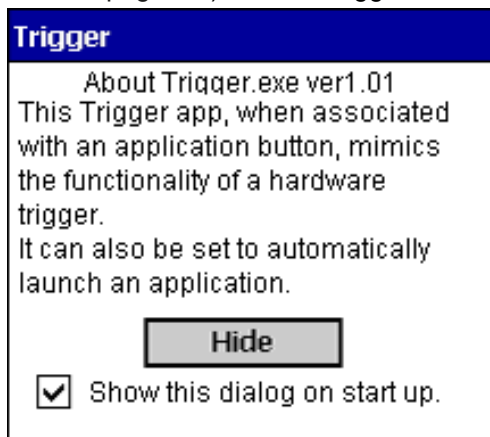 Trigger
About Trigger.exe ver1.01
This Trigger app, when associated
with an application button, mimics
the functionality of a hardware
trigger.
It can also be set to automatically
launch an application.
Hide
Show this dialog on start up.